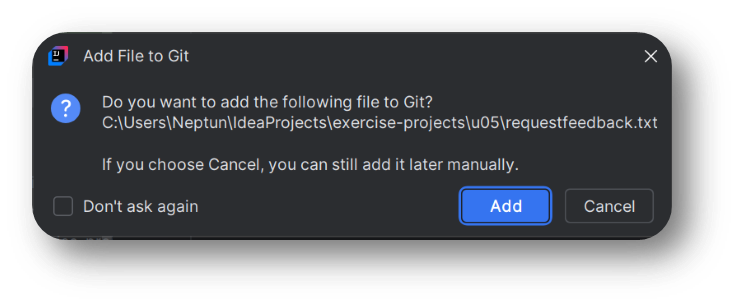 Add File to Git
Do you want to add the following file to Git?
C:\Users\Neptun\IdeaProjects\exercise-projects\u05\requestfeedback.txt
If you choose Cancel, you can still add it later manually.
Don't ask again
Add
Cancel